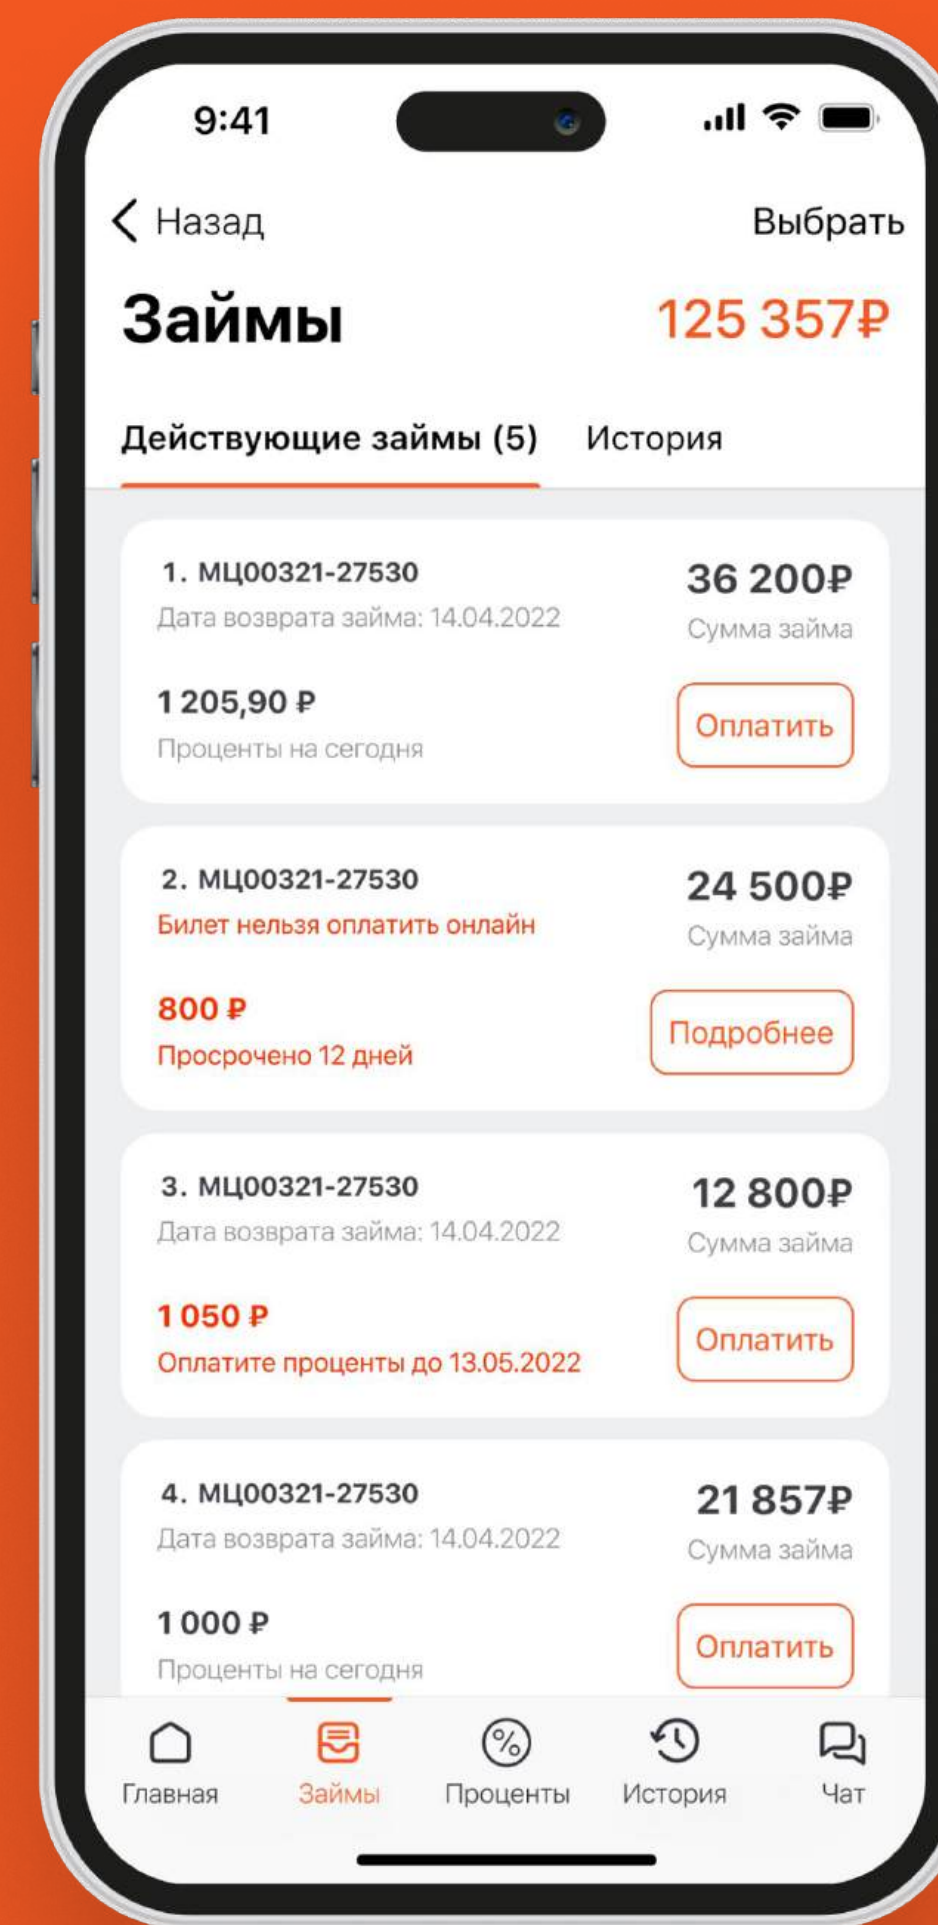 9:41
Назад
Выбрать
Займы
125 357₽
Действующие займы (5)
История
1. МЦ00321-27530
36 200₽
Дата возврата займа: 14.04.2022
Сумма займа
1 205,90 ₽
Проценты на сегодня
Оплатить
2. МЦ00321-27530
24 500₽
Билет нельзя оплатить онлайн
Сумма займа
800 ₽
Просрочено 12 дней
Подробнее
3. МЦ00321-27530
12 800₽
Дата возврата займа: 14.04.2022
Сумма займа
1 050 ₽
Оплатите проценты до 13.05.2022
Оплатить
4. МЦ00321-27530
21 857₽
Дата возврата займа: 14.04.2022
Сумма займа
1 000 ₽
Проценты на сегодня
Оплатить
Главная
Займы
Проценты
История
Чат